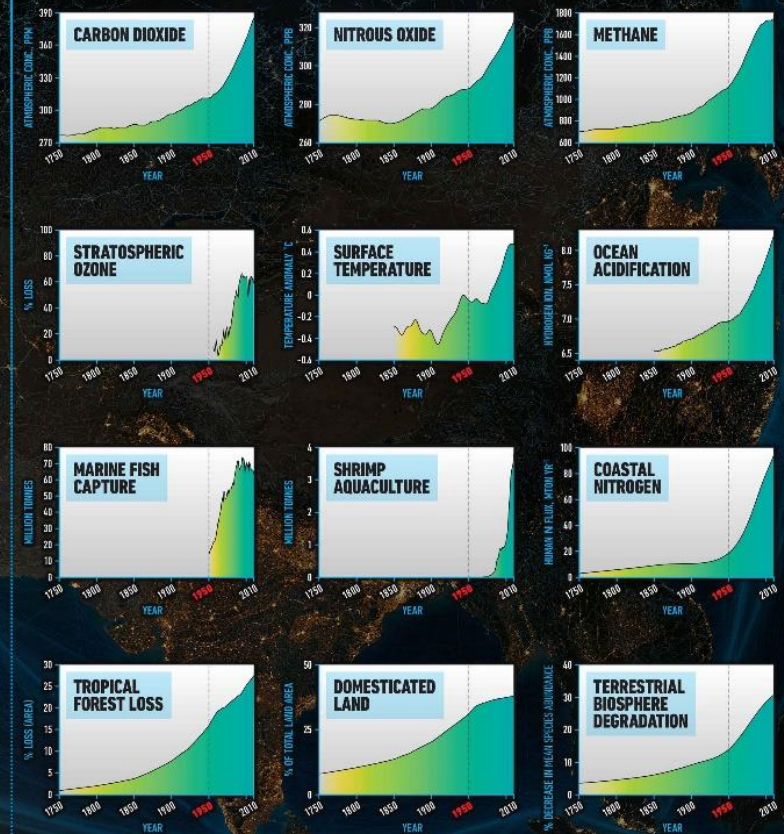 ATMOSPHERIC CONC., PPM
390
360
330
300
270
CARBON DIOXIDE
1750 1800 1850 1900 1950 2010
YEAR
ATMOSPHERIC CONC., PPB
320
300
280
260
NITROUS OXIDE
1750 1800 1850 1900 1950 2010
YEAR
ATMOSPHERIC CONC., PPB
1800
1600
1400
1200
1000
800
600
METHANE
1750 1800 1850 1900 1950 2010
YEAR
% LOSS
100
80
60
40
20
0
STRATOSPHERIC
OZONE
1750 1800 1850 1900 1950 2010
YEAR
TEMPERATURE ANOMALY °C
0.6
0.4
0.2
0
-0.2
-0.4
-0.6
SURFACE
TEMPERATURE
1750 1800 1850 1900 1950 2010
YEAR
HYDROGEN ION, NMOL KG⁻¹
8.0
7.5
7.0
6.5
OCEAN
ACIDIFICATION
1750 1800 1850 1900 1950 2010
YEAR
MILLION TONNES
80
70
60
50
40
30
20
10
0
MARINE FISH
CAPTURE
1750 1800 1850 1900 1950 2010
YEAR
MILLION TONNES
4
3
2
1
0
SHRIMP
AQUACULTURE
1750 1800 1850 1900 1950 2010
YEAR
HUMAN N FLUX, MTON YR⁻¹
100
80
60
40
20
0
COASTAL
NITROGEN
1750 1800 1850 1900 1950 2010
YEAR
% LOSS (AREA)
30
25
20
15
10
5
0
TROPICAL
FOREST LOSS
1750 1800 1850 1900 1950 2010
YEAR
% OF TOTAL LAND AREA
50
25
0
DOMESTICATED
LAND
1750 1800 1850 1900 1950 2010
YEAR
% DECREASE IN MEAN SPECIES ABUNDANCE
40
30
20
10
0
TERRESTRIAL
BIOSPHERE
DEGRADATION
1750 1800 1850 1900 1950 2010
YEAR